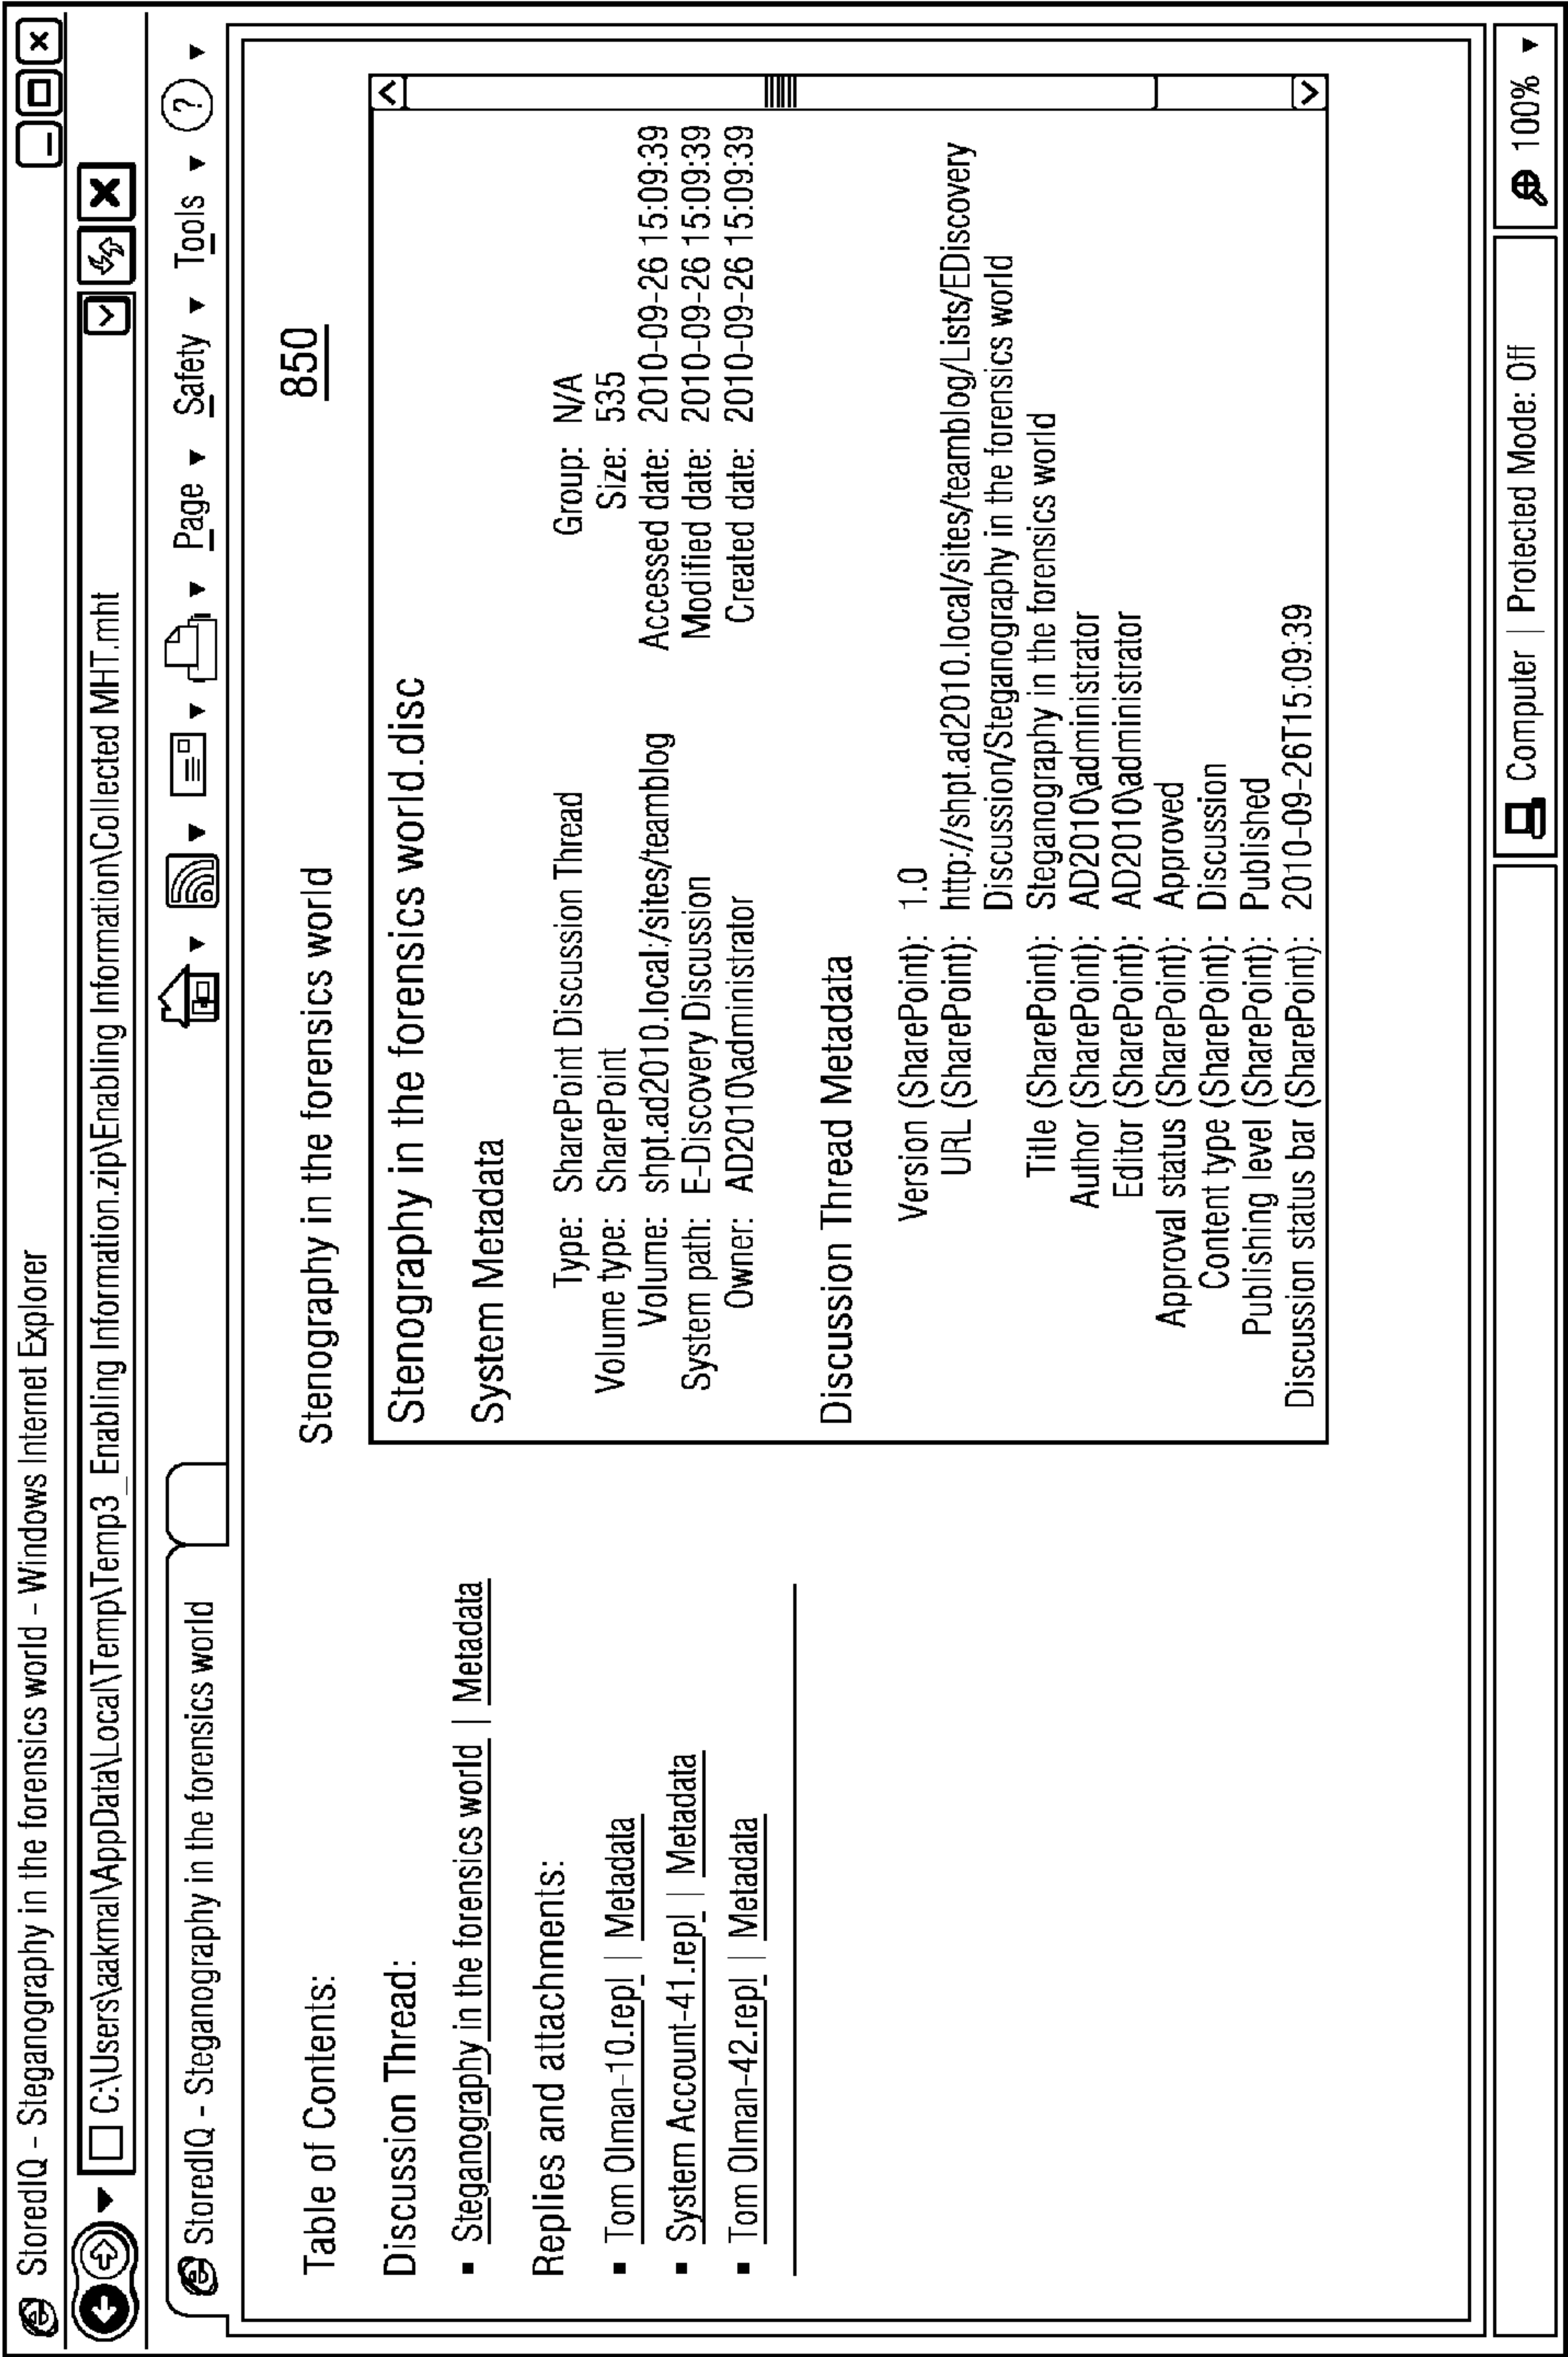 StoredIQ - Steganography in the forensics world - Windows Internet Explorer
C:\Users\aakmal\AppData\Local\Temp\Temp3_Enabling Information.zip\Enabling Information\Collected MHT.mht
StoredIQ - Steganography in the forensics world
Page Safety Tools ?
850
Table of Contents:
Discussion Thread:
▪ Steganography in the forensics world | Metadata
Replies and attachments:
▪ Tom Olman-10.repl | Metadata
▪ System Account-41.repl | Metadata
▪ Tom Olman-42.repl | Metadata
Stenography in the forensics world
Stenography in the forensics world.disc
System Metadata
Type: SharePoint Discussion Thread Group: N/A
Volume type: SharePoint Size: 535
Volume: shpt.ad2010.local:/sites/teamblog Accessed date: 2010-09-26 15:09:39
System path: E-Discovery Discussion Modified date: 2010-09-26 15:09:39
Owner: AD2010\administrator Created date: 2010-09-26 15:09:39
Discussion Thread Metadata
Version (SharePoint): 1.0
URL (SharePoint): http://shpt.ad2010.local/sites/teamblog/Lists/EDiscovery
Discussion/Steganography in the forensics world
Title (SharePoint): Steganography in the forensics world
Author (SharePoint): AD2010\administrator
Editor (SharePoint): AD2010\administrator
Approval status (SharePoint): Approved
Content type (SharePoint): Discussion
Publishing level (SharePoint): Published
Discussion status bar (SharePoint): 2010-09-26T15:09:39
Computer | Protected Mode: Off
100%